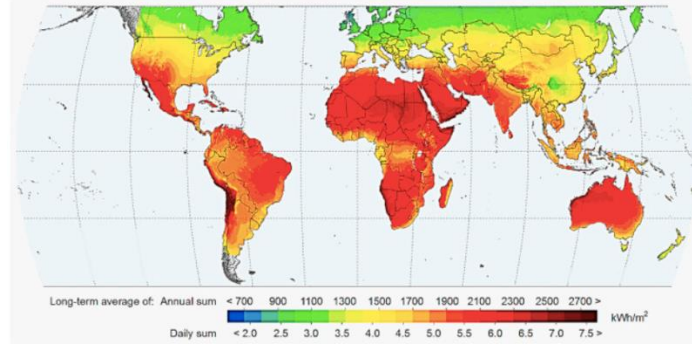 Long-term average of: Annual sum < 700 900 1100 1300 1500 1700 1900 2100 2300 2500 2700 >
kWh/m²
Daily sum < 2.0 2.5 3.0 3.5 4.0 4.5 5.0 5.5 6.0 6.5 7.0 7.5 >